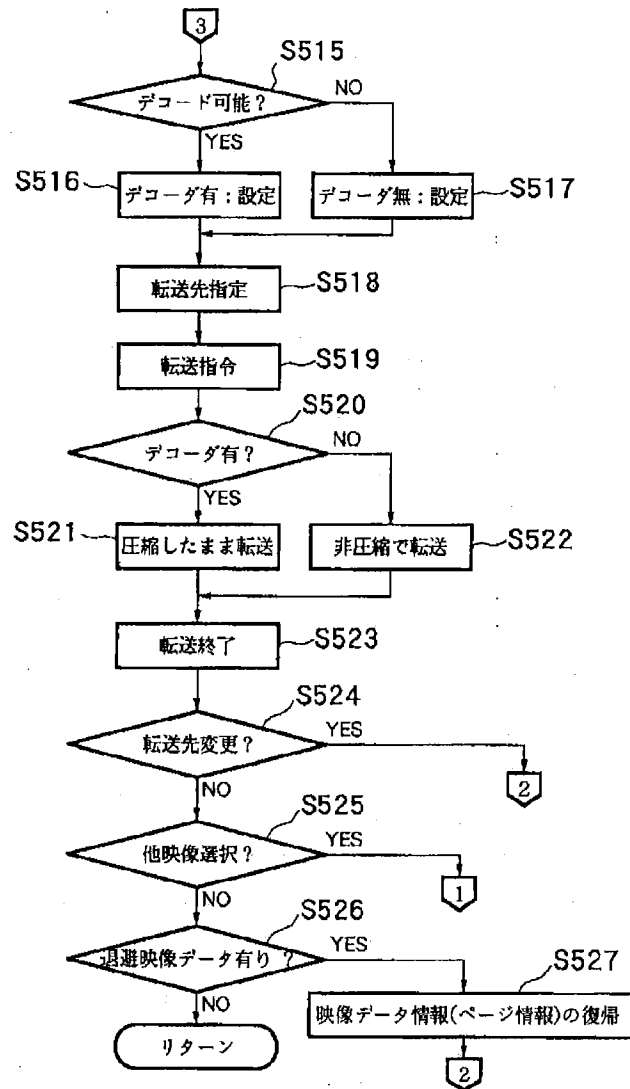 3
S515
デコード可能?
NO
YES
S516
デコーダ有:設定
デコーダ無:設定
S517
転送先指定
S518
転送指令
S519
S520
デコーダ有?
NO
YES
S521
圧縮したまま転送
非圧縮で転送
S522
転送終了
S523
S524
転送先変更?
YES
2
NO
S525
他映像選択?
YES
1
NO
S526
退避映像データ有り?
YES
S527
NO
映像データ情報(ページ情報)の復帰
リターン
2